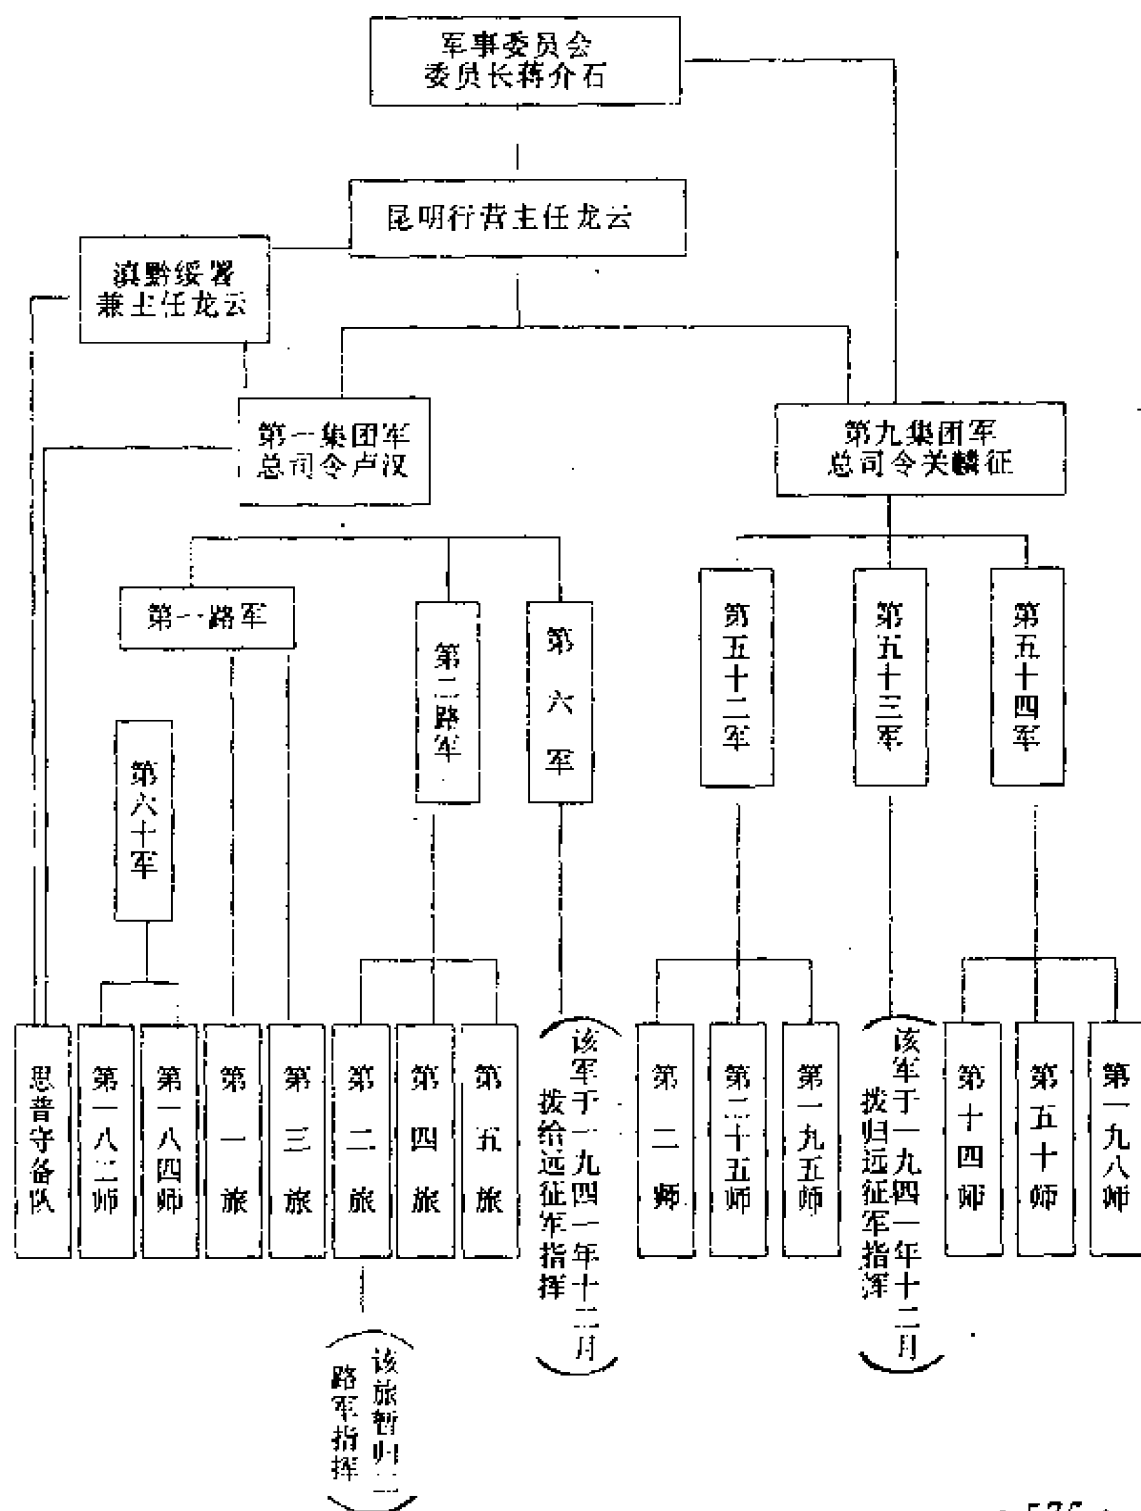 军事委员会
委员长蒋介石
昆明行营主任龙云
滇黔绥署
兼主任龙云
第一集团军
总司令卢汉
第九集团军
总司令关麟征
第一路军
第二路军
第六军
第五十二军
第五十三军
第五十四军
第六十军
思普守备队
第一八二师
第一八四师
第一旅
第三旅
第二旅
第四旅
第五旅
该军于一九四一年十二月
拨给远征军指挥
第二师
第二十五师
第一九五师
该军于一九四一年十二月
拨归远征军指挥
第十四师
第五十师
第一九八师
该旅暂归二
路军指挥